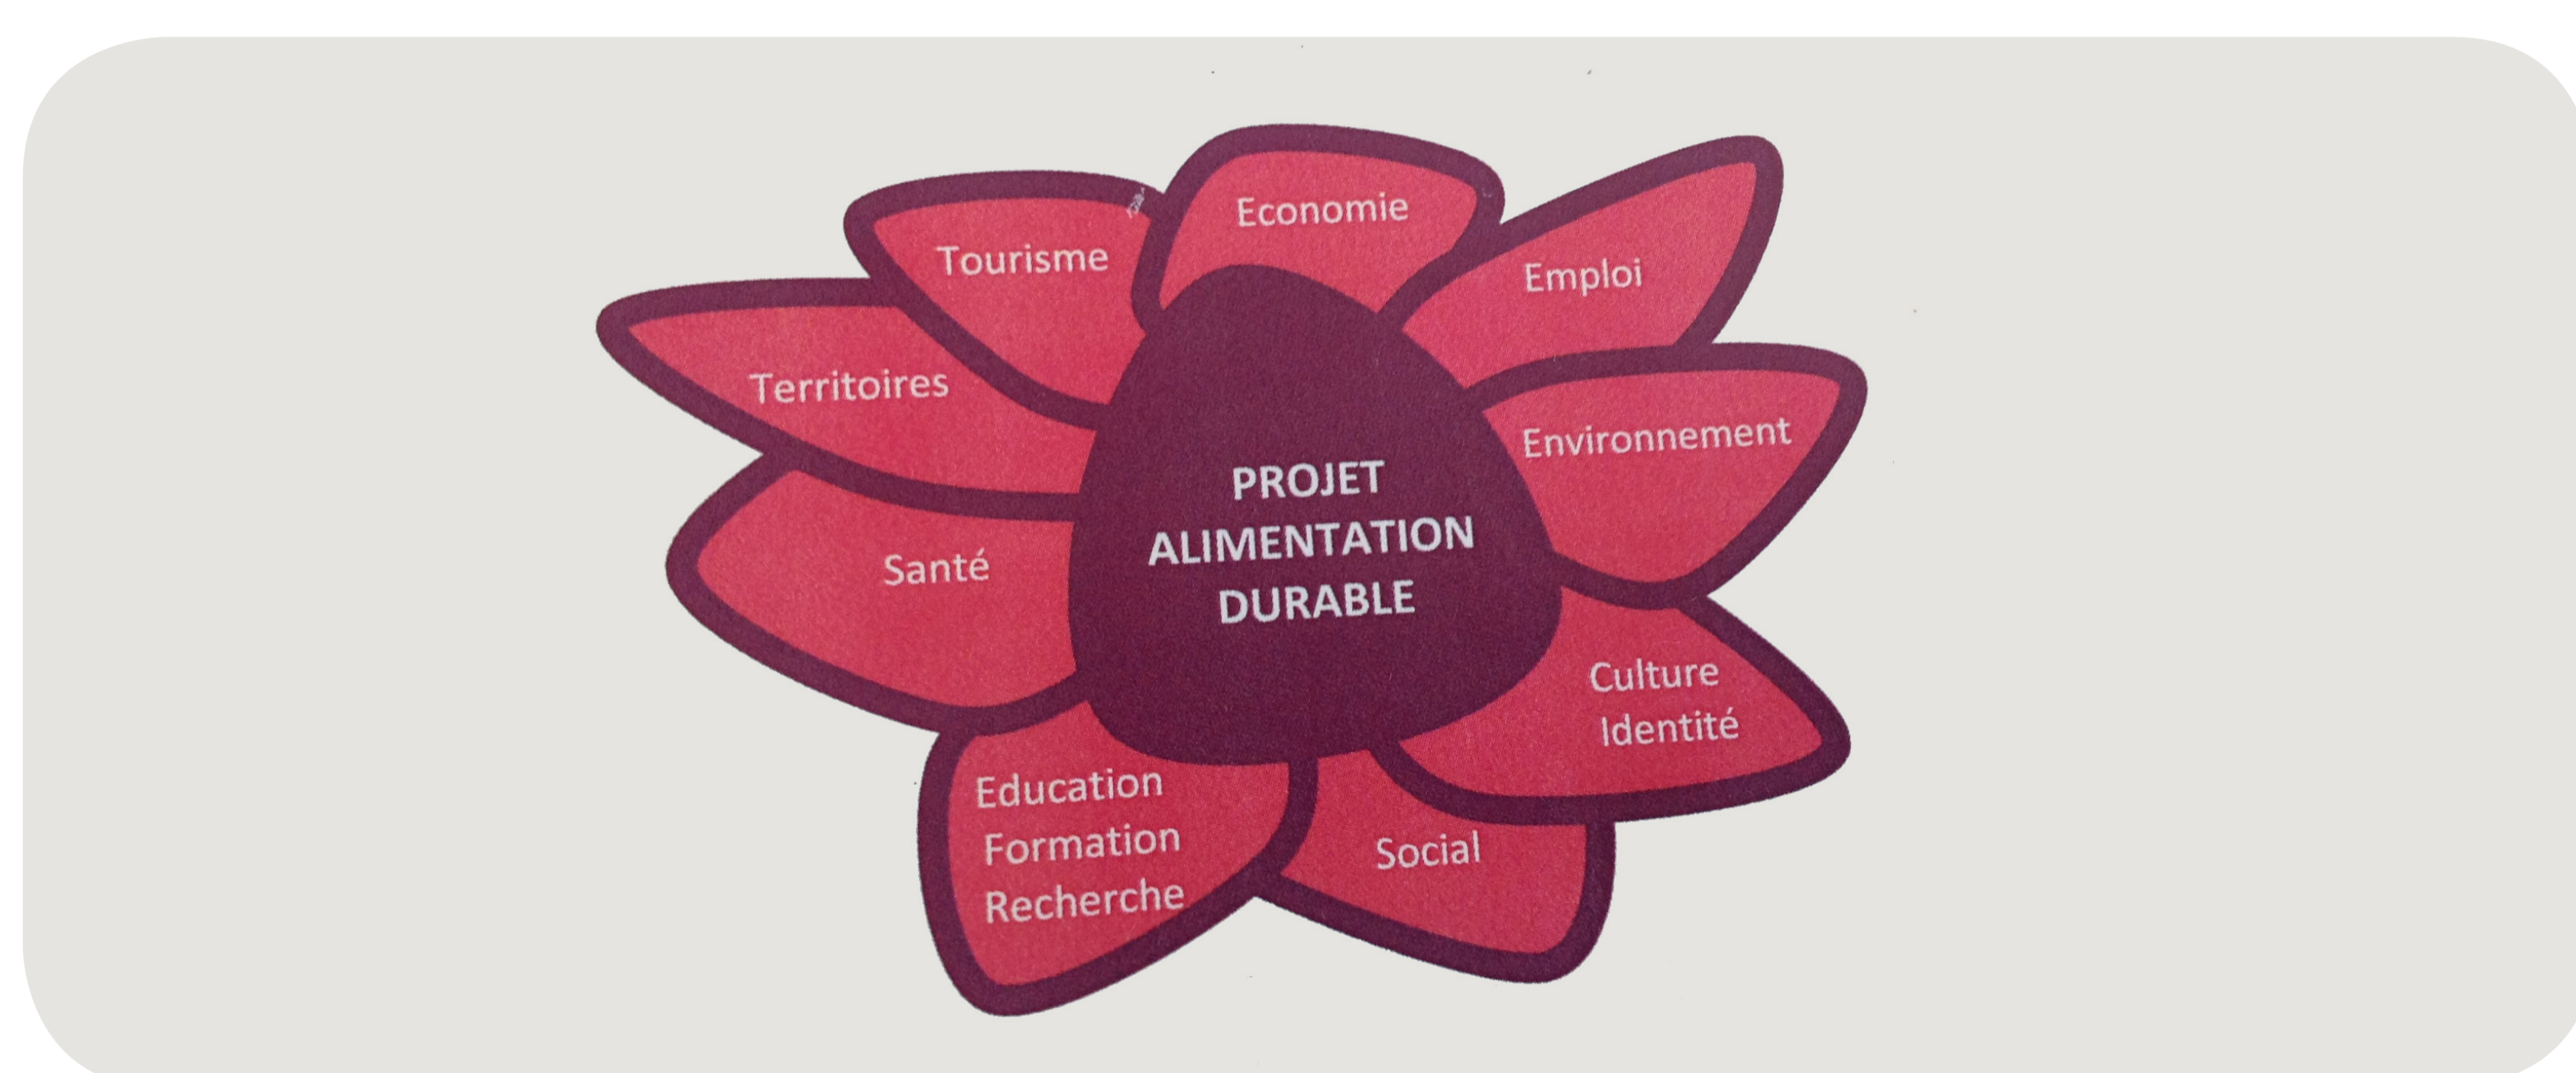 Economie
Tourisme
Emploi
Territoires
Environnement
PROJET
ALIMENTATION
DURABLE
Santé
Culture
Identité
Education
Formation
Recherche
Social